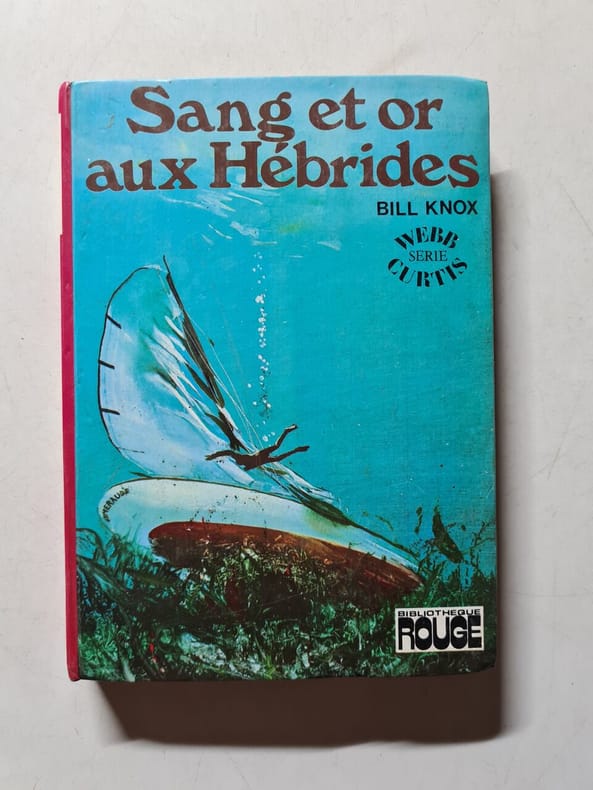 Sang et or
aux Hébrides
BILL KNOX
WEBB
SERIE
CURTIS
BIBLIOTHEQUE
ROUGE